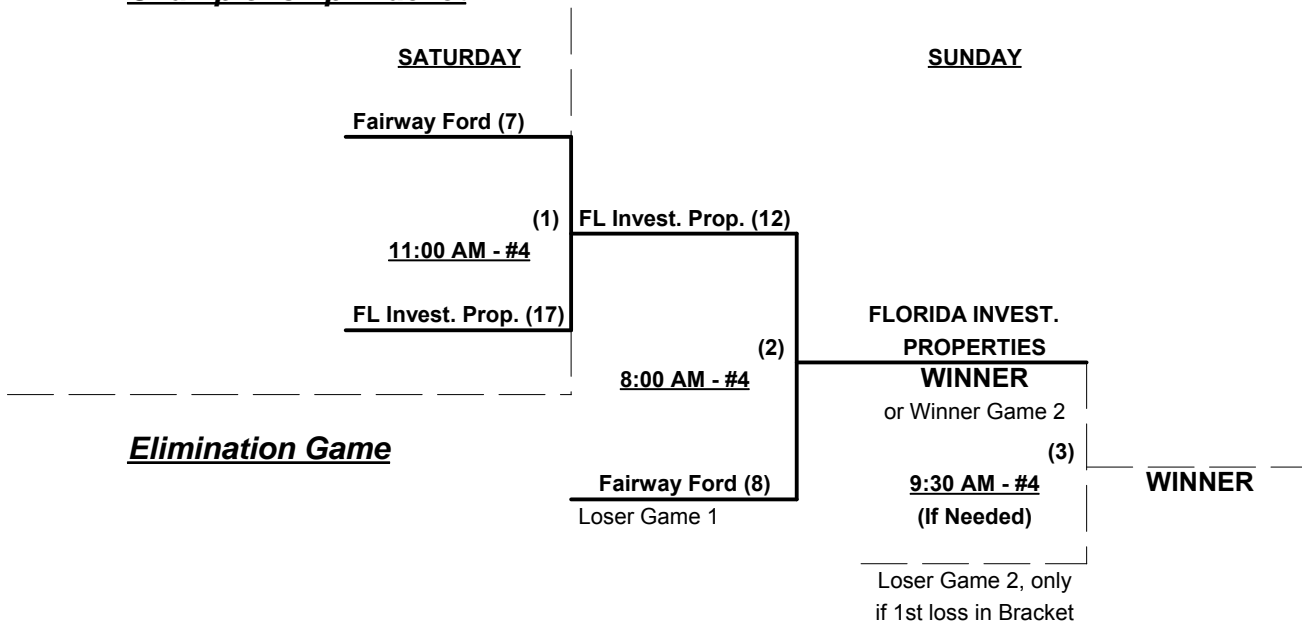 SATURDAY
SUNDAY
Fairway Ford (7)
(1)
FL Invest. Prop. (12)
11:00 AM - #4
FL Invest. Prop. (17)
FLORIDA INVEST.
PROPERTIES
(2)
8:00 AM - #4
WINNER
or Winner Game 2
Elimination Game
(3)
Fairway Ford (8)
9:30 AM - #4
WINNER
Loser Game 1
(If Needed)
Loser Game 2, only
if 1st loss in Bracket